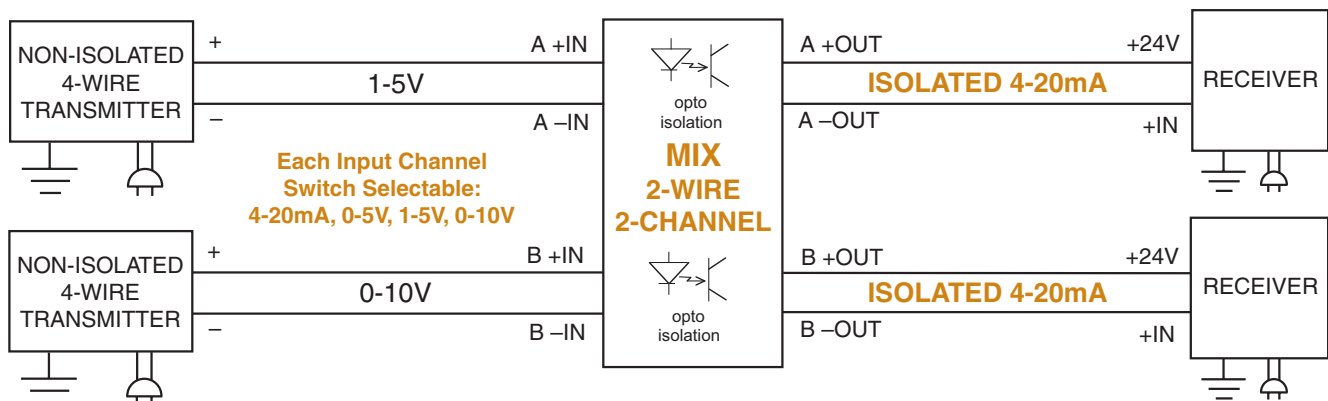 NON-ISOLATED
4-WIRE
TRANSMITTER
+
–
1-5V
A +IN
A –IN
opto
isolation
A +OUT
A –OUT
ISOLATED 4-20mA
+24V
+IN
RECEIVER
Each Input Channel
Switch Selectable:
4-20mA, 0-5V, 1-5V, 0-10V
MIX
2-WIRE
2-CHANNEL
NON-ISOLATED
4-WIRE
TRANSMITTER
+
–
0-10V
B +IN
B –IN
opto
isolation
B +OUT
B –OUT
ISOLATED 4-20mA
+24V
+IN
RECEIVER